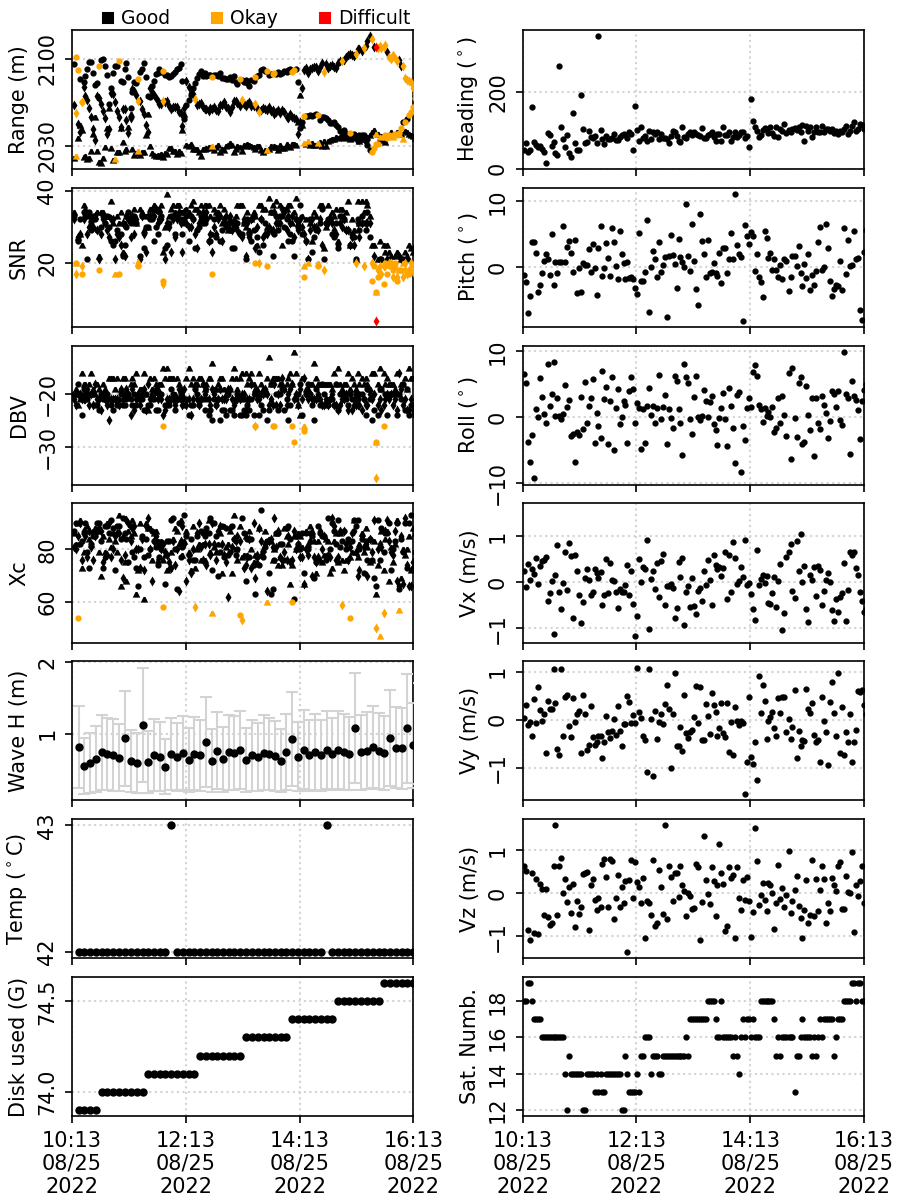 Good Okay Difficult
Range (m)
2100
2030
Heading (°)
200
0
SNR
40
20
Pitch (°)
10
0
DBV
−20
−30
Roll (°)
10
0
−10
Xc
80
60
Vx (m/s)
1
0
−1
Wave H (m)
2
1
Vy (m/s)
1
0
−1
Temp (°C)
43
42
Vz (m/s)
1
0
−1
Disk used (G)
74.5
74.0
Sat. Numb.
18
16
14
12
10:13 12:13 14:13 16:13
08/25 08/25 08/25 08/25
2022 2022 2022 2022
10:13 12:13 14:13 16:13
08/25 08/25 08/25 08/25
2022 2022 2022 2022